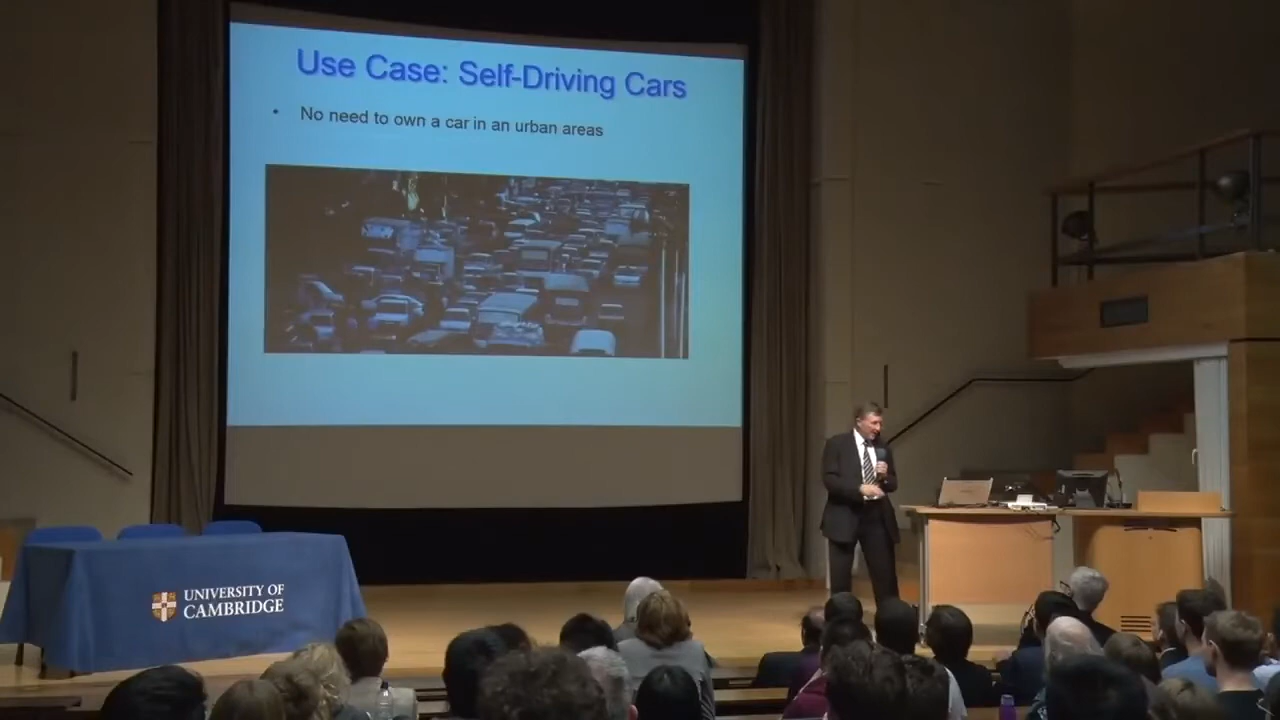 Use Case: Self-Driving Cars
• No need to own a car in an urban areas
UNIVERSITY OF
CAMBRIDGE